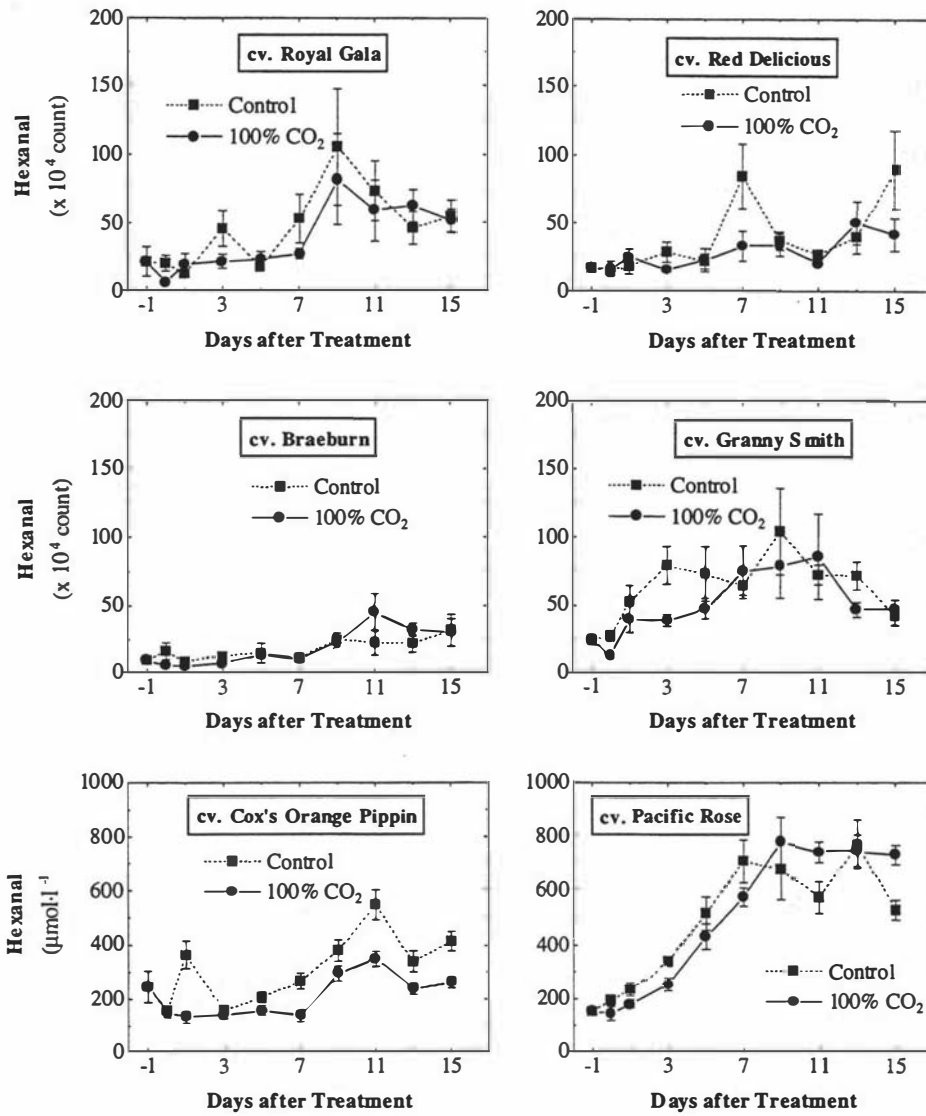 200
150
100
50
0
Hexanal
(x 10⁴ count)
cv. Royal Gala
Control
100% CO₂
-1 3 7 11 15
Days after Treatment
200
150
100
50
0
cv. Red Delicious
Control
100% CO₂
-1 3 7 11 15
Days after Treatment
200
150
100
50
0
Hexanal
(x 10⁴ count)
cv. Braeburn
Control
100% CO₂
-1 3 7 11 15
Days after Treatment
200
150
100
50
0
cv. Granny Smith
Control
100% CO₂
-1 3 7 11 15
Days after Treatment
1000
800
600
400
200
0
Hexanal
(µmol·l⁻¹)
cv. Cox's Orange Pippin
Control
100% CO₂
-1 3 7 11 15
Days after Treatment
1000
800
600
400
200
0
cv. Pacific Rose
Control
100% CO₂
-1 3 7 11 15
Days after Treatment